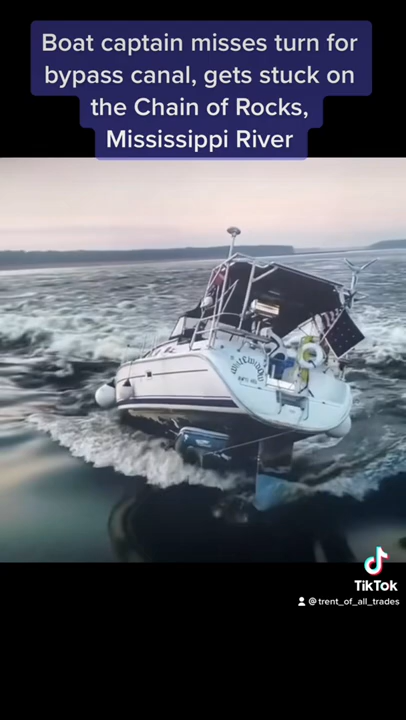 Boat captain misses turn for
bypass canal, gets stuck on
the Chain of Rocks,
Mississippi River
TikTok
@trent_of_all_trades